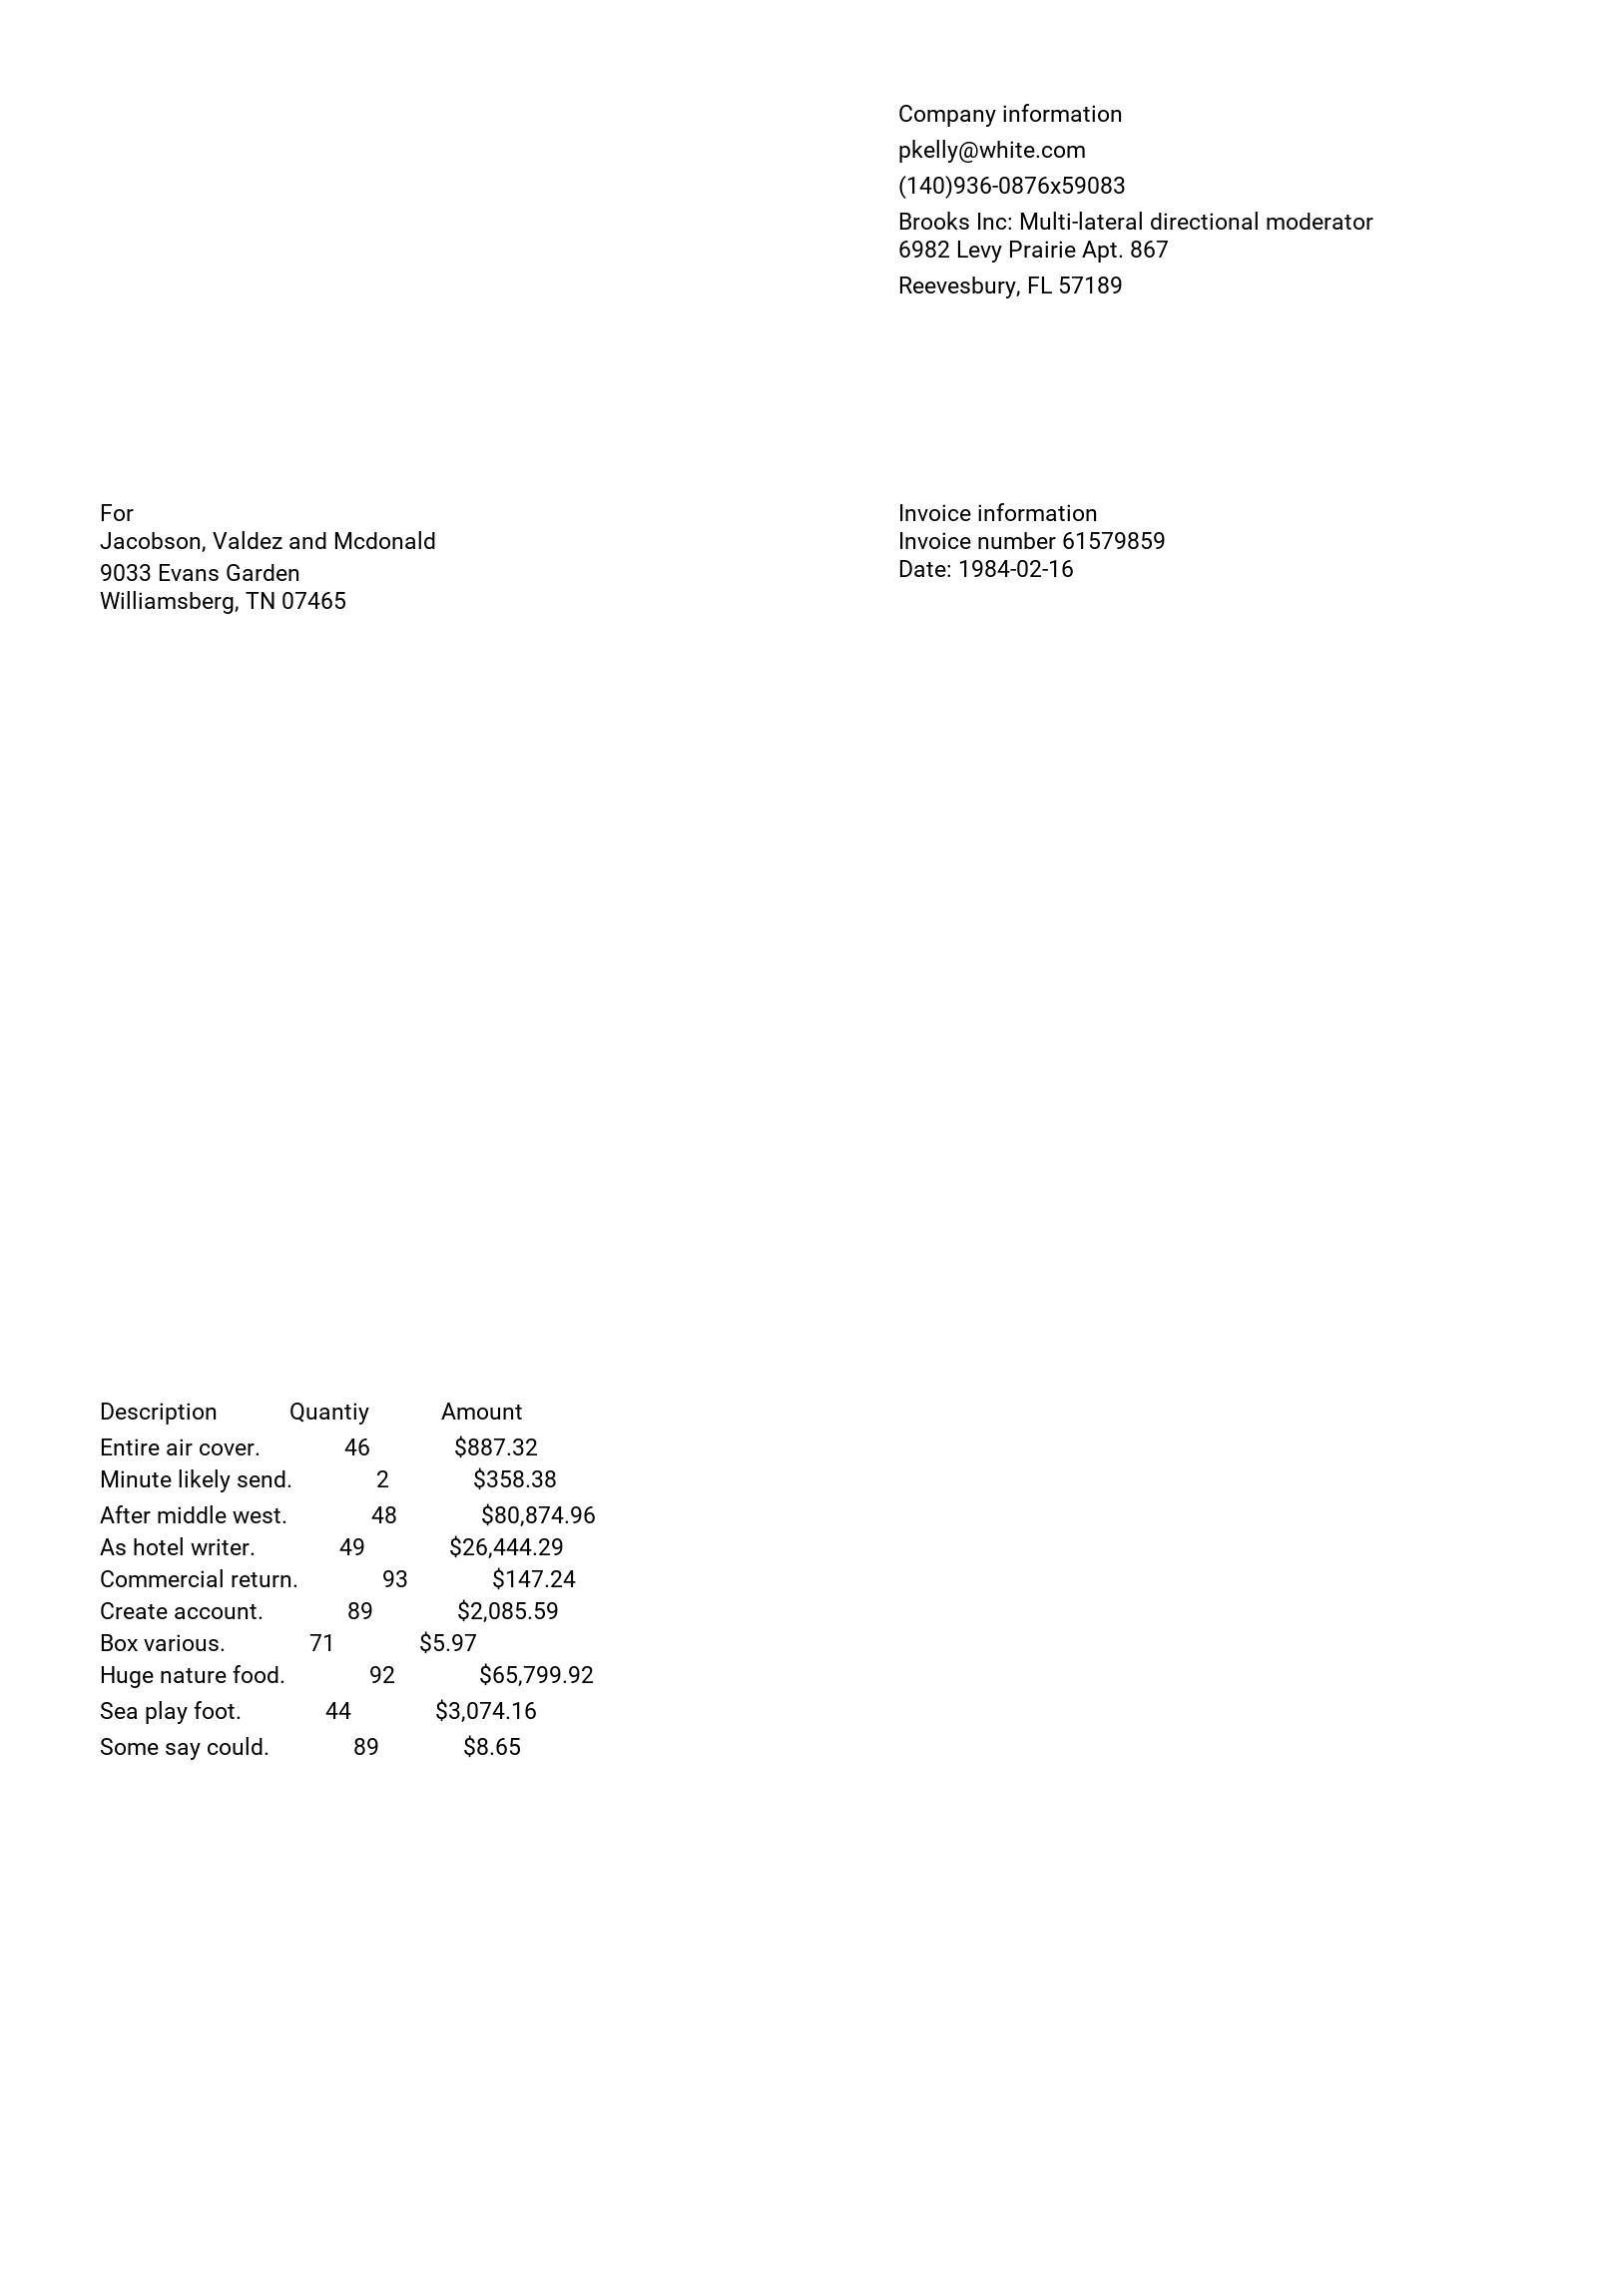 Company information
pkelly@white.com
(140)936-0876x59083
Brooks Inc: Multi-lateral directional moderator
6982 Levy Prairie Apt. 867
Reevesbury, FL 57189
For
Jacobson, Valdez and Mcdonald
9033 Evans Garden
Williamsberg, TN 07465
Invoice information
Invoice number 61579859
Date: 1984-02-16
Description Quantiy Amount
Entire air cover. 46 $887.32
Minute likely send. 2 $358.38
After middle west. 48 $80,874.96
As hotel writer. 49 $26,444.29
Commercial return. 93 $147.24
Create account. 89 $2,085.59
Box various. 71 $5.97
Huge nature food. 92 $65,799.92
Sea play foot. 44 $3,074.16
Some say could. 89 $8.65